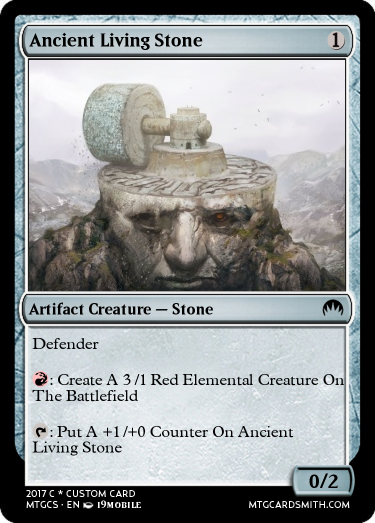 Ancient Living Stone 1
Artifact Creature — Stone
Defender
: Create A 3/1 Red Elemental Creature On
The Battlefield
: Put A +1/+0 Counter On Ancient
Living Stone
0/2
2017 C * CUSTOM CARD
MTGCS • EN 19MOBILE
MTGCARDSMITH.COM